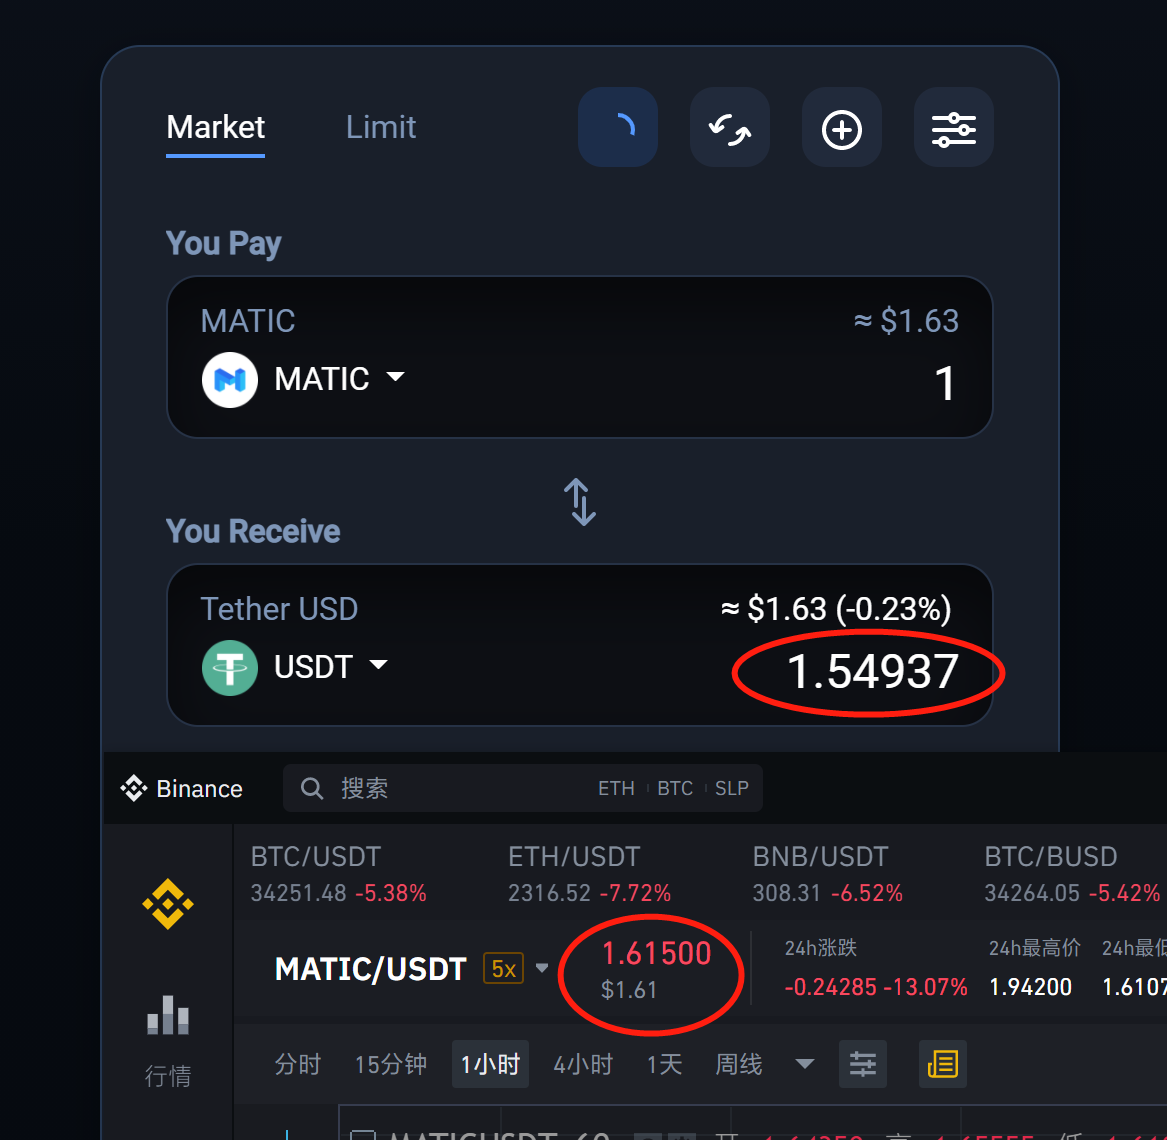 Market Limit
You Pay
MATIC ≈ $1.63
MATIC 1
You Receive
Tether USD ≈ $1.63 (-0.23%)
USDT 1.54937
Binance 搜索 ETH BTC SLP
BTC/USDT ETH/USDT BNB/USDT BTC/BUSD
34251.48 -5.38% 2316.52 -7.72% 308.31 -6.52% 34264.05 -5.42%
MATIC/USDT 5x 1.61500 24h涨跌 24h最高价 24h最低
$1.61 -0.24285 -13.07% 1.94200 1.6107
分时 15分钟 1小时 4小时 1天 周线
行情